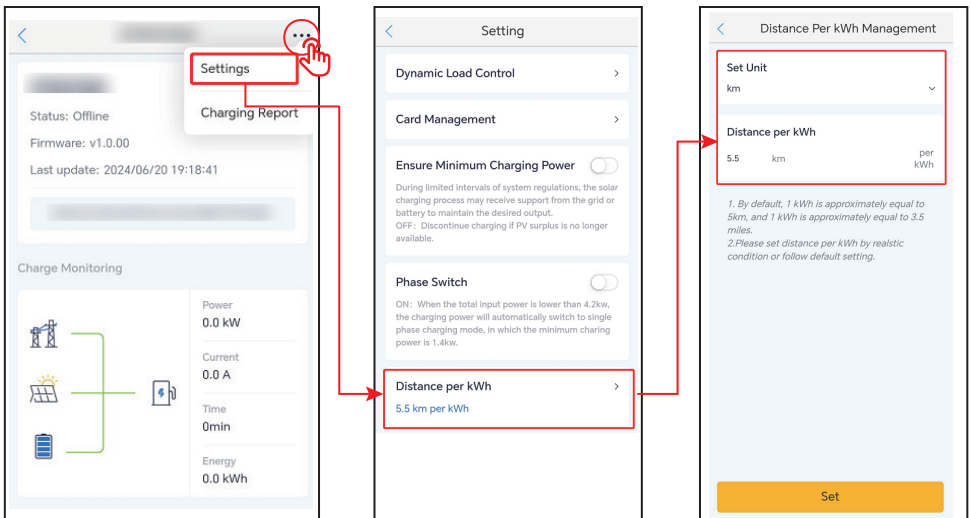 Settings
Charging Report
Status: Offline
Firmware: v1.0.00
Last update: 2024/06/20 19:18:41
Charge Monitoring
Power
0.0 kW
Current
0.0 A
Time
0min
Energy
0.0 kWh
Setting
Dynamic Load Control
Card Management
Ensure Minimum Charging Power
During limited intervals of system regulations, the solar
charging process may receive support from the grid or
battery to maintain the desired output.
OFF: Discontinue charging if PV surplus is no longer
available.
Phase Switch
ON: When the total input power is lower than 4.2kw,
the charging power will automatically switch to single
phase charging mode, in which the minimum charing
power is 1.4kw.
Distance per kWh
5.5 km per kWh
Distance Per kWh Management
Set Unit
km
Distance per kWh
5.5 km per
kWh
1. By default, 1 kWh is approximately equal to
5km, and 1 kWh is approximately equal to 3.5
miles.
2.Please set distance per kWh by realstic
condition or follow default setting.
Set